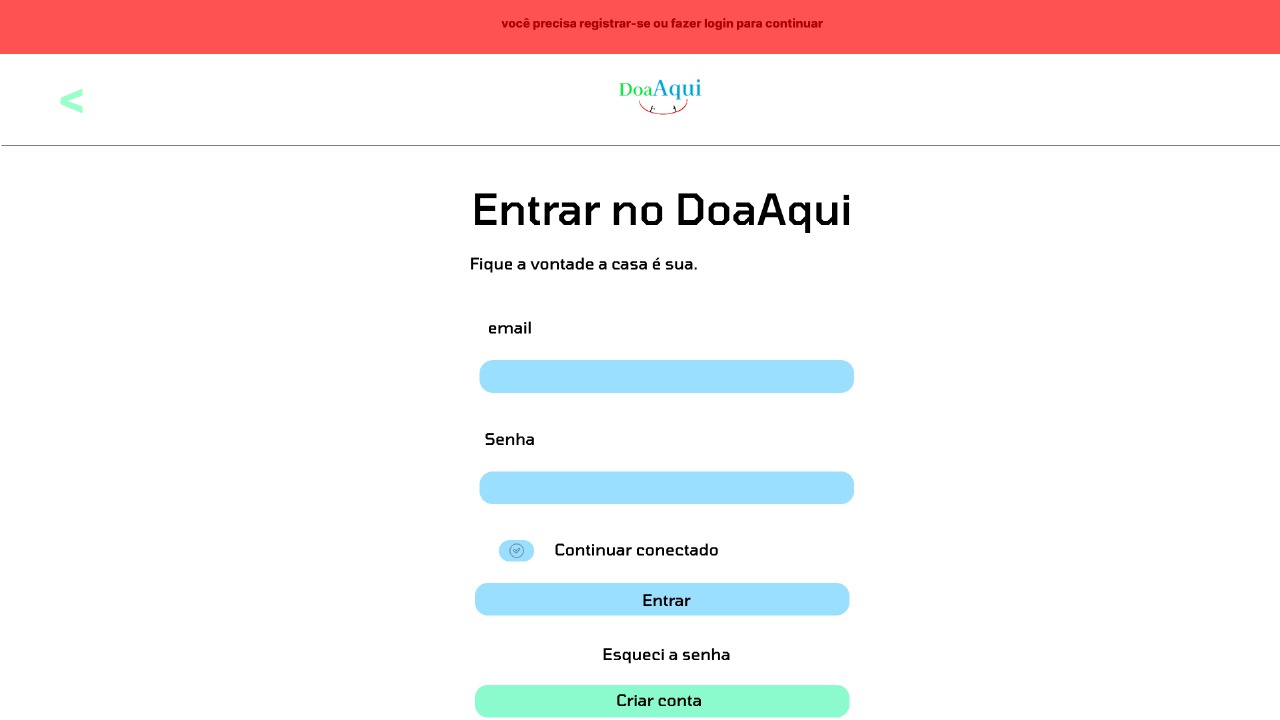 você precisa registrar-se ou fazer login para continuar
<
DoaAqui
Entrar no DoaAqui
Fique a vontade a casa é sua.
email
Senha
Continuar conectado
Entrar
Esqueci a senha
Criar conta